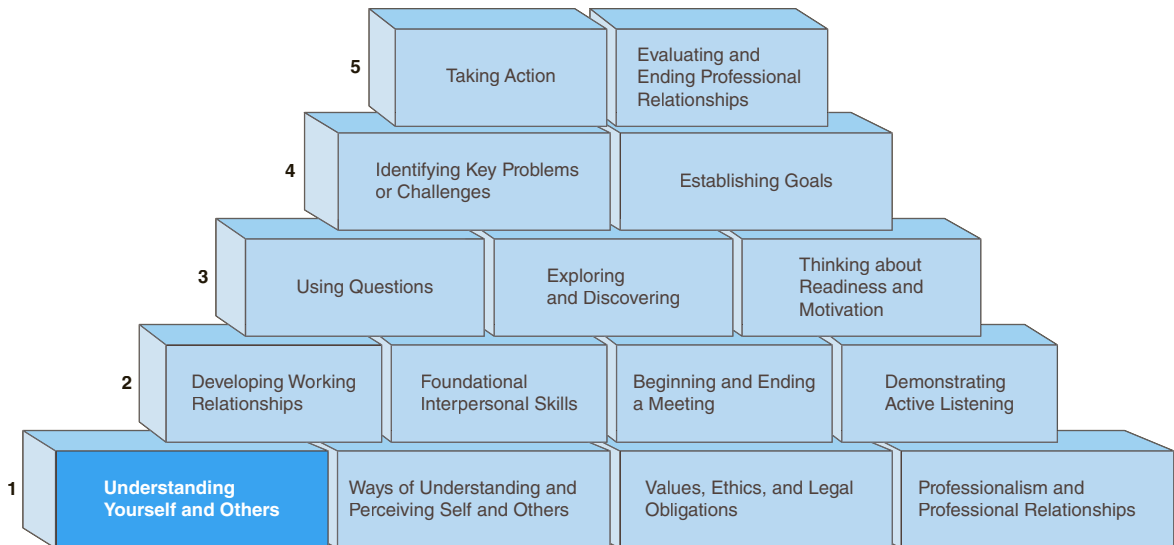 5
Taking Action
Evaluating and
Ending Professional
Relationships
4
Identifying Key Problems
or Challenges
Establishing Goals
3
Using Questions
Exploring
and Discovering
Thinking about
Readiness and
Motivation
2
Developing Working
Relationships
Foundational
Interpersonal Skills
Beginning and Ending
a Meeting
Demonstrating
Active Listening
1
Understanding
Yourself and Others
Ways of Understanding and
Perceiving Self and Others
Values, Ethics, and Legal
Obligations
Professionalism and
Professional Relationships